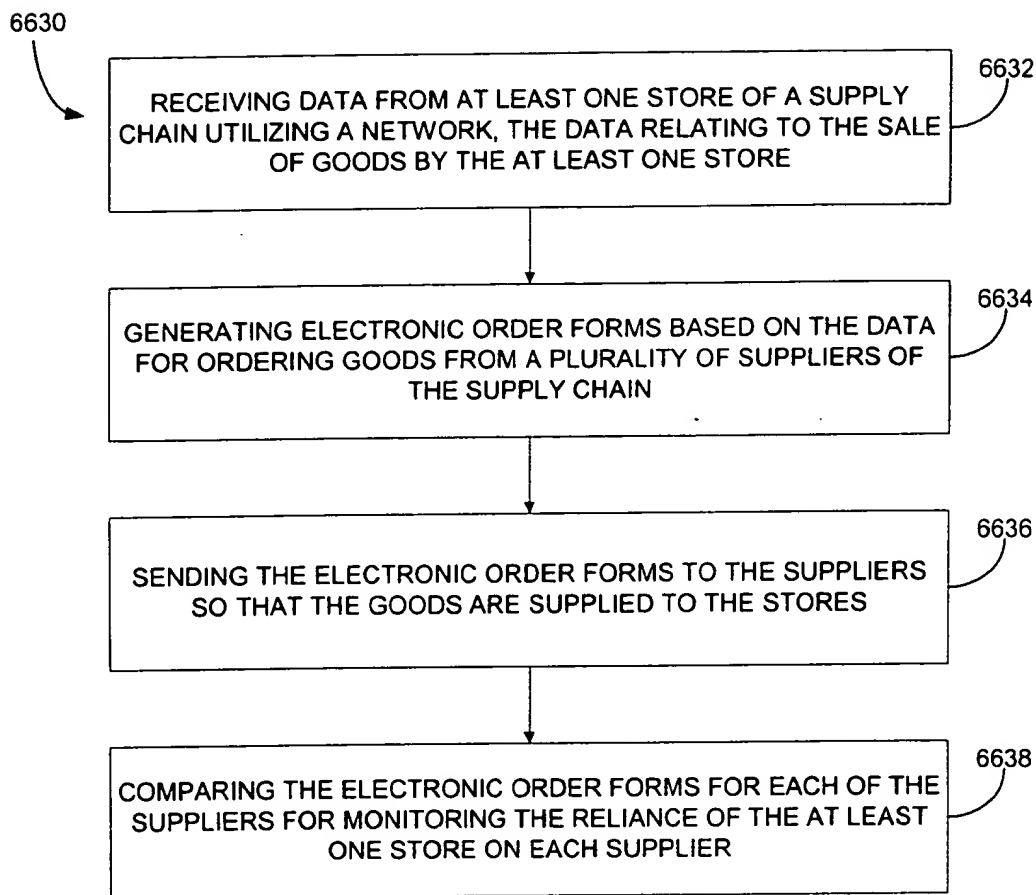 6630
6632
RECEIVING DATA FROM AT LEAST ONE STORE OF A SUPPLY
CHAIN UTILIZING A NETWORK, THE DATA RELATING TO THE SALE
OF GOODS BY THE AT LEAST ONE STORE
6634
GENERATING ELECTRONIC ORDER FORMS BASED ON THE DATA
FOR ORDERING GOODS FROM A PLURALITY OF SUPPLIERS OF
THE SUPPLY CHAIN
6636
SENDING THE ELECTRONIC ORDER FORMS TO THE SUPPLIERS
SO THAT THE GOODS ARE SUPPLIED TO THE STORES
6638
COMPARING THE ELECTRONIC ORDER FORMS FOR EACH OF THE
SUPPLIERS FOR MONITORING THE RELIANCE OF THE AT LEAST
ONE STORE ON EACH SUPPLIER